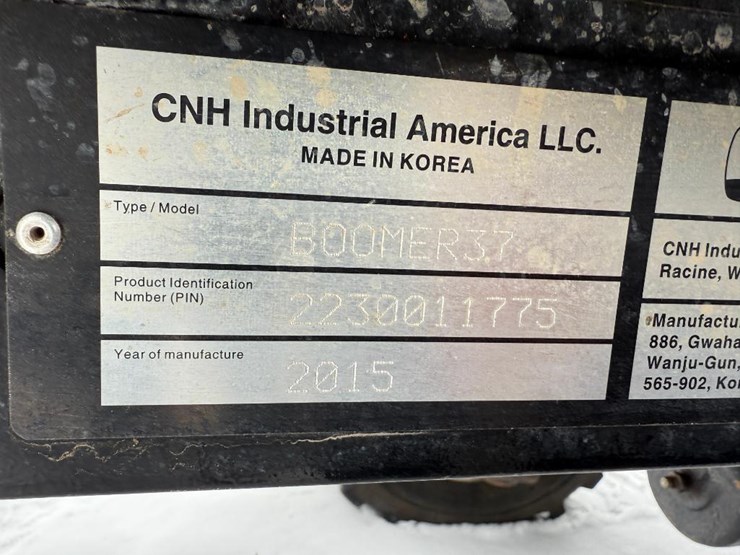 CNH Industrial America LLC.
MADE IN KOREA
Type / Model
BOOMER37
Product Identification
Number (PIN)
2230011775
Year of manufacture
2015
CNH Indu
Racine, W
Manufactu
886, Gwaha
Wanju-Gun,
565-902, Kor